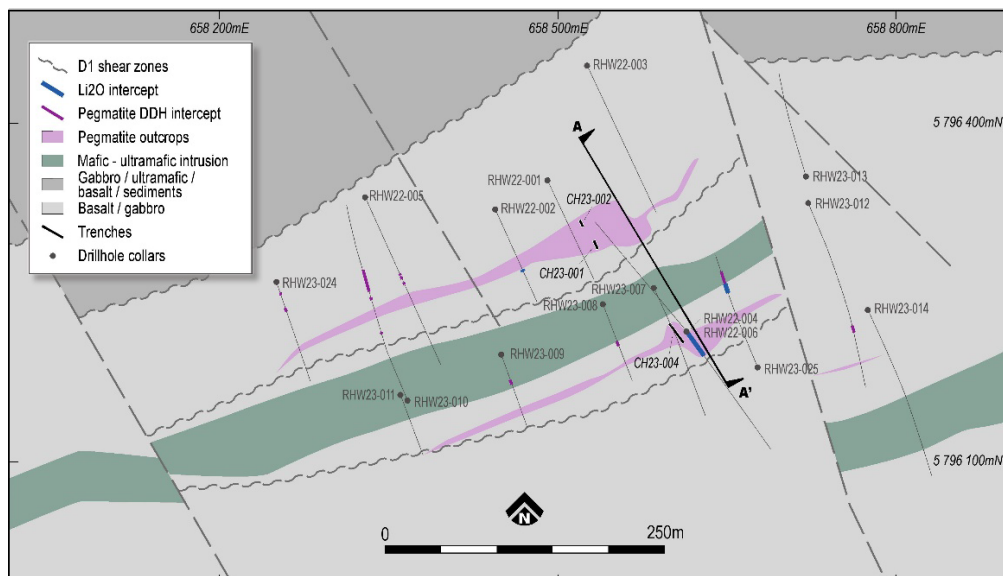 658 200mE
658 500mE
658 800mE
D1 shear zones
Li2O intercept
Pegmatite DDH intercept
Pegmatite outcrops
Mafic - ultramafic intrusion
Gabbro / ultramafic /
basalt / sediments
Basalt / gabbro
Trenches
Drillhole collars
RHW22-003
5 796 400mN
A
RHW22-001
RHW23-013
RHW22-005
CH23-002
RHW22-002
RHW23-012
CH23-001
RHW23-024
RHW23-007
RHW23-008
RHW23-014
RHW22-004
RHW22-006
RHW23-009
CH23-004
RHW23-025
A'
RHW23-011
RHW23-010
5 796 100mN
N
0
250m